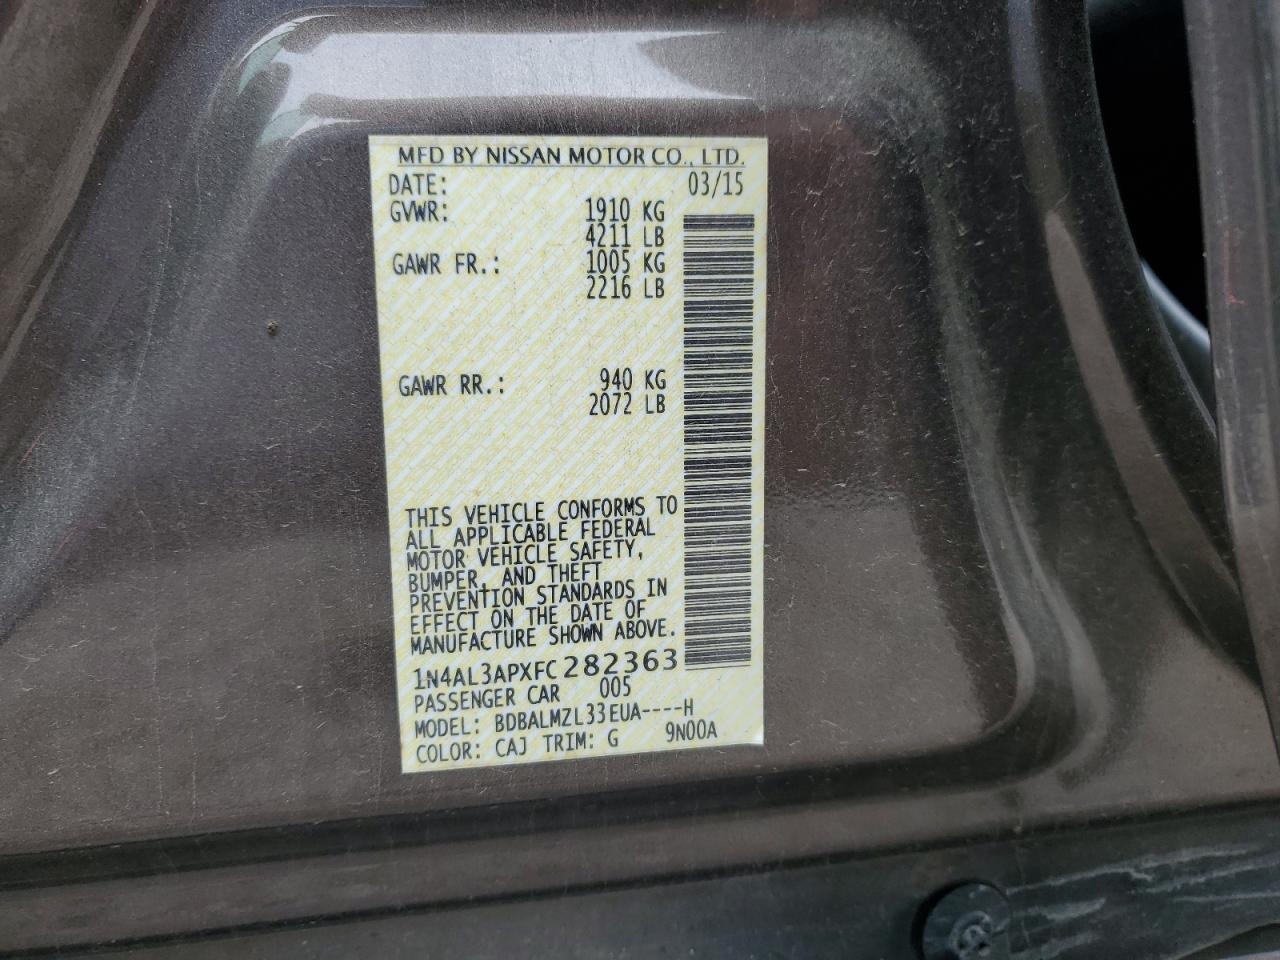 MFD BY NISSAN MOTOR CO., LTD.
DATE: 03/15
GVWR: 1910 KG
4211 LB
GAWR FR.: 1005 KG
2216 LB
GAWR RR.: 940 KG
2072 LB
THIS VEHICLE CONFORMS TO
ALL APPLICABLE FEDERAL
MOTOR VEHICLE SAFETY,
BUMPER, AND THEFT
PREVENTION STANDARDS IN
EFFECT ON THE DATE OF
MANUFACTURE SHOWN ABOVE.
1N4AL3APXFC282363
PASSENGER CAR 005
MODEL: BDBALMZL33EUA----H
COLOR: CAJ TRIM: G 9N00A